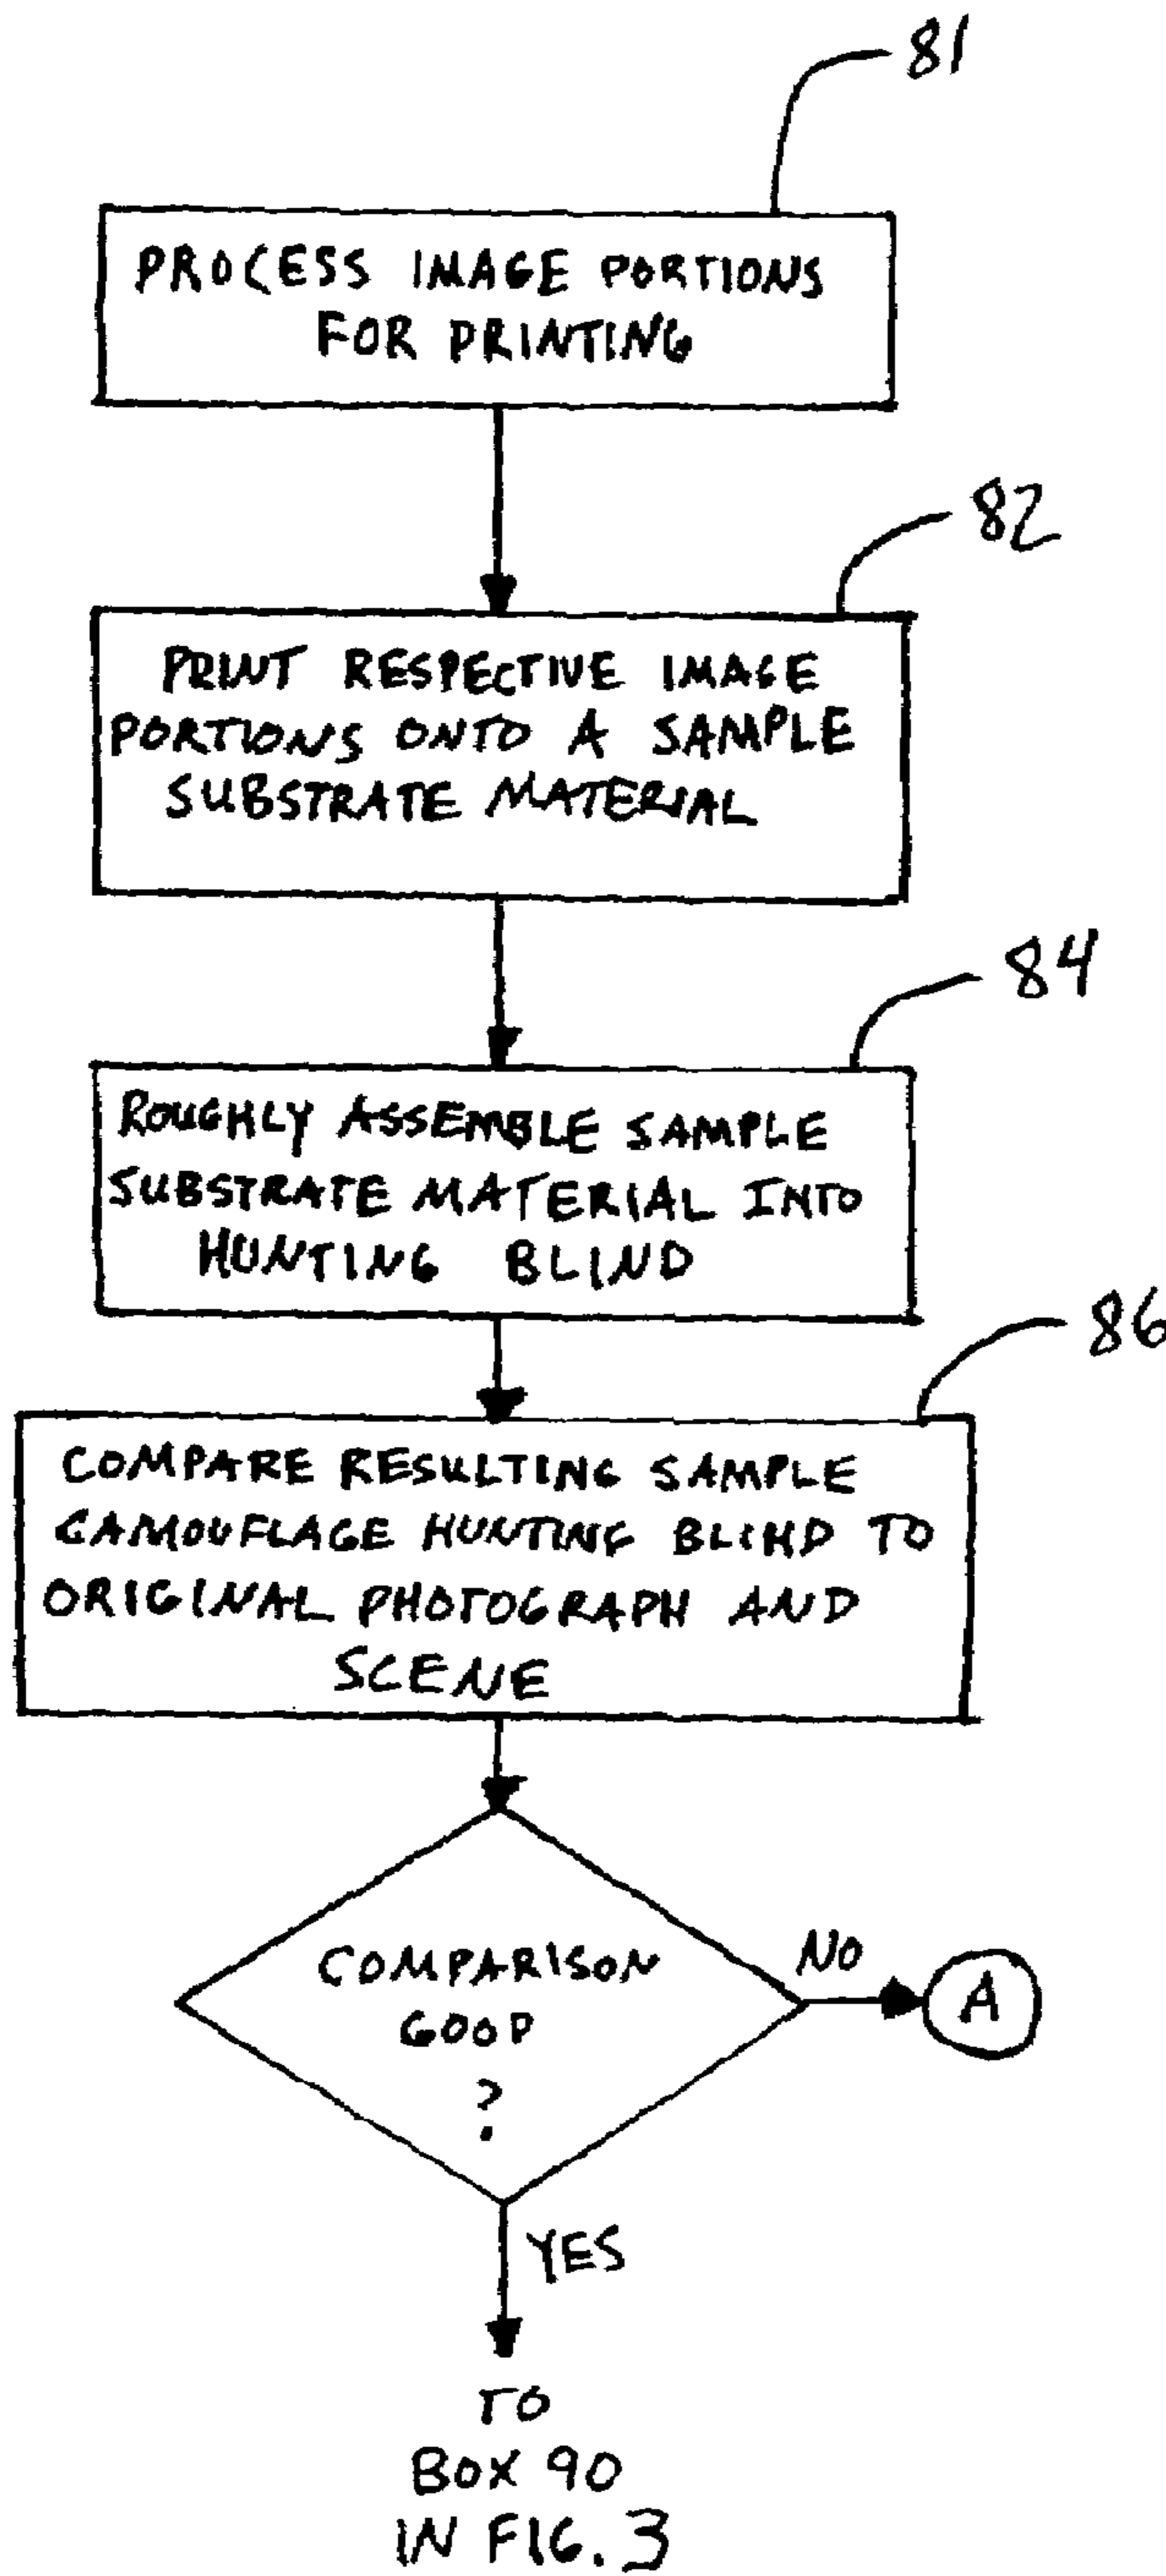 81
PROCESS IMAGE PORTIONS
FOR PRINTING
82
PRINT RESPECTIVE IMAGE
PORTIONS ONTO A SAMPLE
SUBSTRATE MATERIAL
84
ROUGHLY ASSEMBLE SAMPLE
SUBSTRATE MATERIAL INTO
HUNTING BLIND
86
COMPARE RESULTING SAMPLE
CAMOUFLAGE HUNTING BLIND TO
ORIGINAL PHOTOGRAPH AND
SCENE
COMPARISON
GOOD
?
NO
A
YES
TO
BOX 90
IN FIG. 3